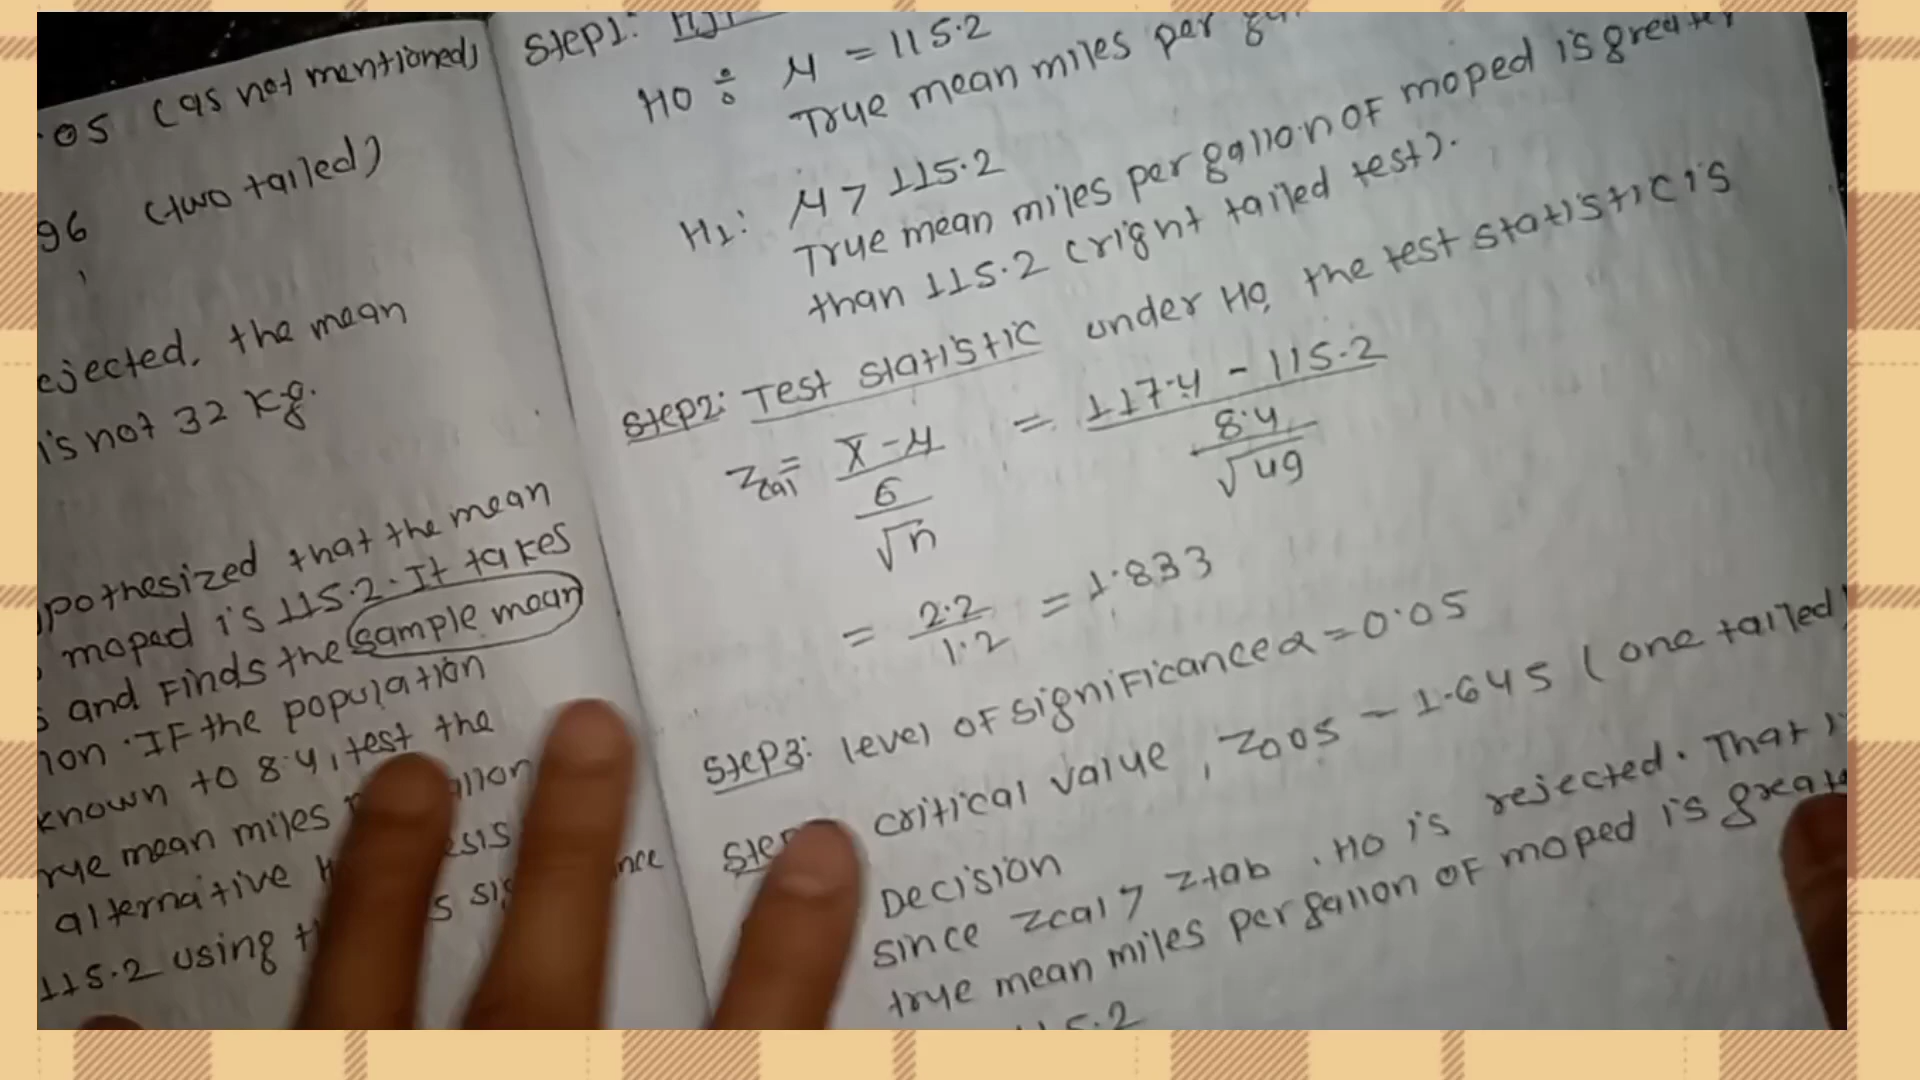 .05 (as not mentioned)
96 (two tailed)
ejected. the mean
is not 32 kg.
pothesized that the mean
moped is 115.2. It takes
and finds the sample mean
ion. If the population
known to 8.4, test the
rue mean miles
alternative
115.2 using
Step1:
H0 : μ = 115.2
True mean miles per
H1: μ > 115.2
True mean miles per gallon of moped is greater
than 115.2 (right tailed test).
Step2: Test statistic under H0, the test statistic is
Zcal = X̄ - μ / σ / √n = 117.4 - 115.2 / 8.4 / √49
= 2.2 / 1.2 = 1.833
Step3: level of significance α = 0.05
critical value, Z0.05 - 1.645 (one tailed)
Decision
since Zcal > Ztab . H0 is rejected. That
true mean miles per gallon of moped is